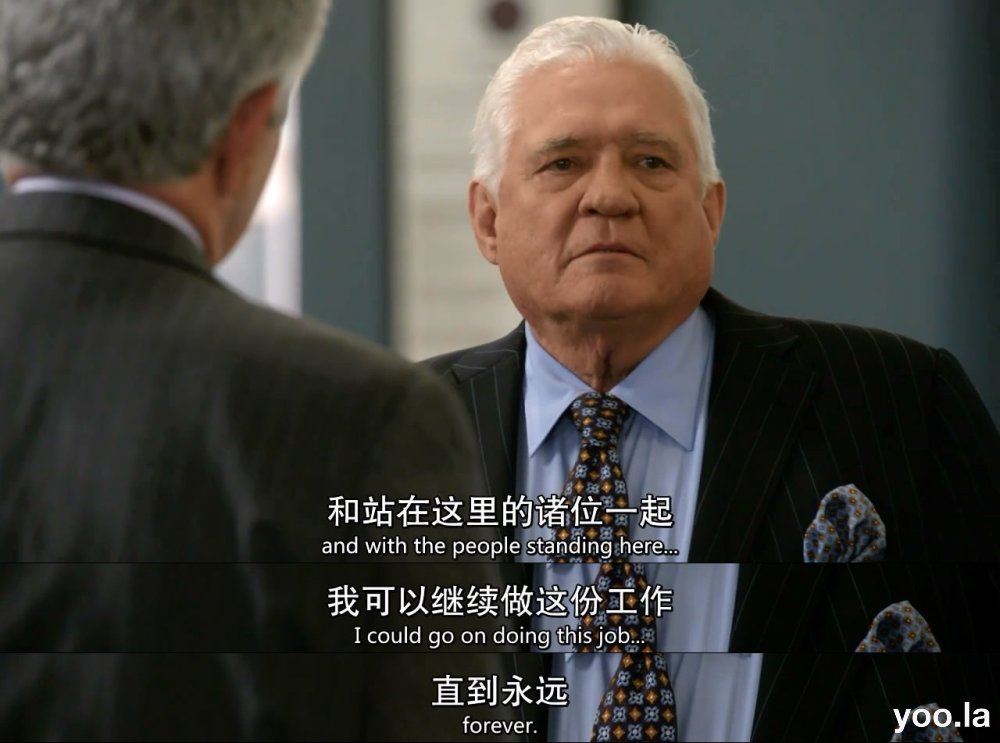 和站在这里的诸位一起
and with the people standing here...
我可以继续做这份工作
I could go on doing this job...
直到永远
forever.
yoo.la